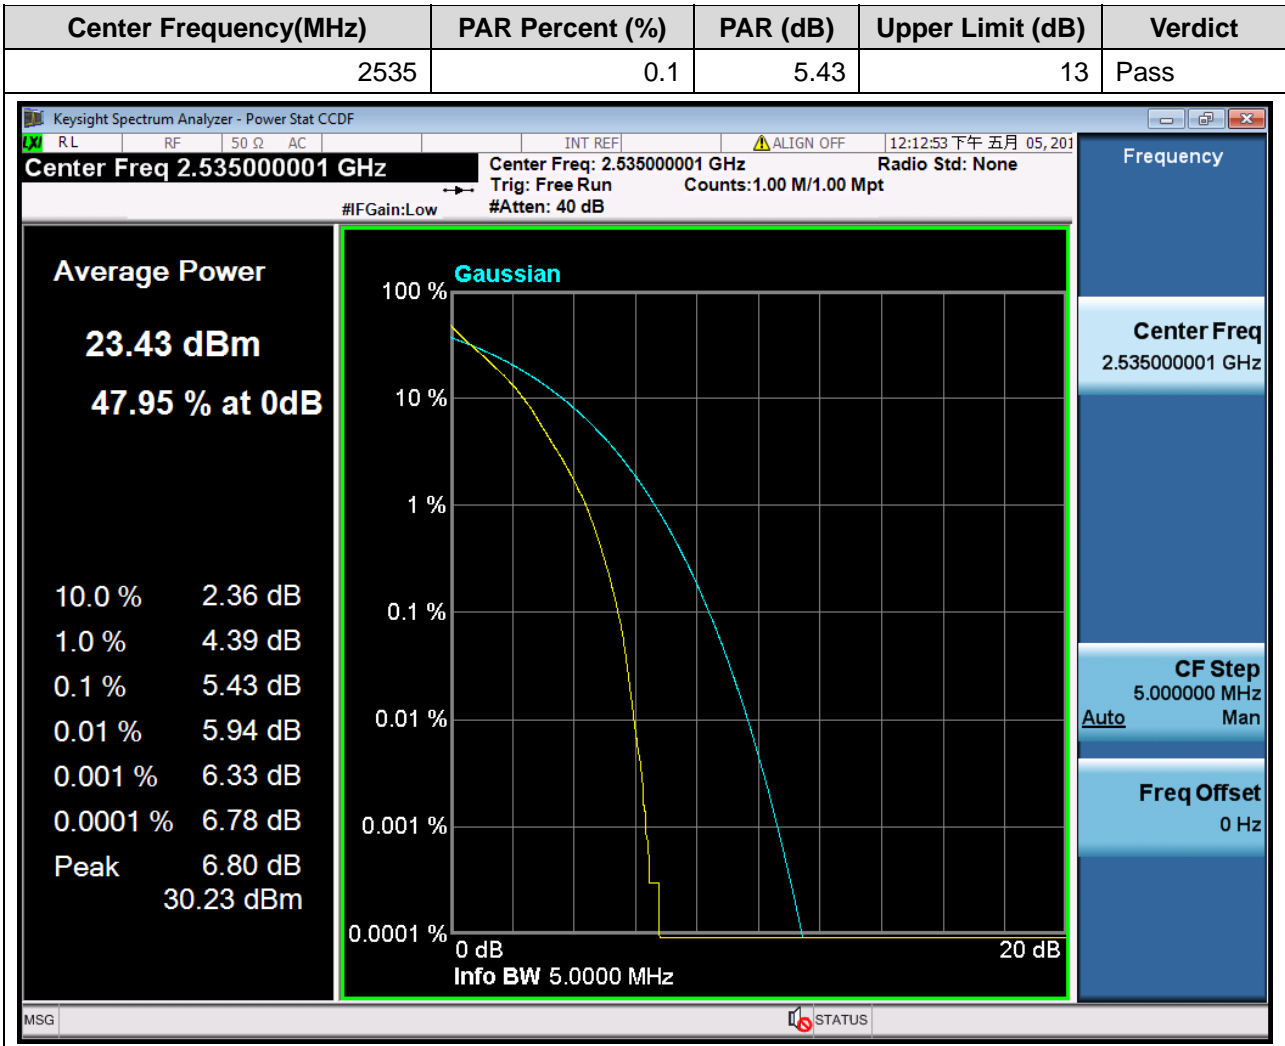 Center Frequency(MHz) PAR Percent (%) PAR (dB) Upper Limit (dB) Verdict
2535 0.1 5.43 13 Pass
Keysight Spectrum Analyzer - Power Stat CCDF
LXI RL RF 50 Ω AC INT REF ALIGN OFF 12:12:53 下午 五月 05, 201
Center Freq 2.535000001 GHz
#IFGain:Low
Center Freq: 2.535000001 GHz Radio Std: None
Trig: Free Run Counts:1.00 M/1.00 Mpt
#Atten: 40 dB
Average Power
23.43 dBm
47.95 % at 0dB
10.0 % 2.36 dB
1.0 % 4.39 dB
0.1 % 5.43 dB
0.01 % 5.94 dB
0.001 % 6.33 dB
0.0001 % 6.78 dB
Peak 6.80 dB
30.23 dBm
Gaussian
100 %
10 %
1 %
0.1 %
0.01 %
0.001 %
0.0001 %
0 dB 20 dB
Info BW 5.0000 MHz
Frequency
Center Freq
2.535000001 GHz
CF Step
5.000000 MHz
Auto Man
Freq Offset
0 Hz
MSG STATUS